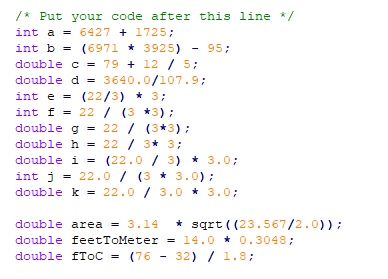 /* Put your code after this line */
int a = 6427 + 1725;
int b = (6971 * 3925) - 95;
double c = 79 + 12 / 5;
double d = 3640.0/107.9;
int e = (22/3) * 3;
int f = 22 / (3 *3);
double g = 22 / (3*3);
double h = 22 / 3* 3;
double i = (22.0 / 3) * 3.0;
int j = 22.0 / (3 * 3.0);
double k = 22.0 / 3.0 * 3.0;
double area = 3.14  * sqrt((23.567/2.0));
double feetToMeter = 14.0 * 0.3048;
double fToC = (76 - 32) / 1.8;